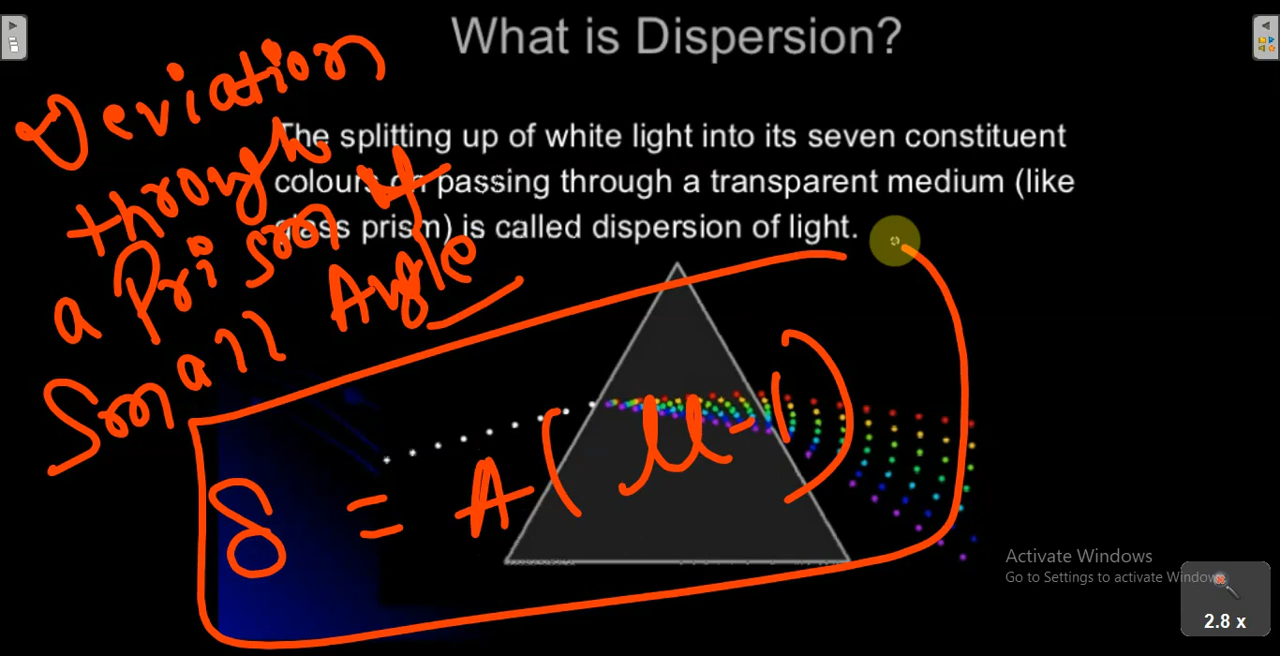 What is Dispersion?
The splitting up of white light into its seven constituent
colours on passing through a transparent medium (like
glass prism) is called dispersion of light.
Deviation
through
a Prism of
Small Angle
δ = A(μ-1)
Activate Windows
Go to Settings to activate Windows
2.8 x